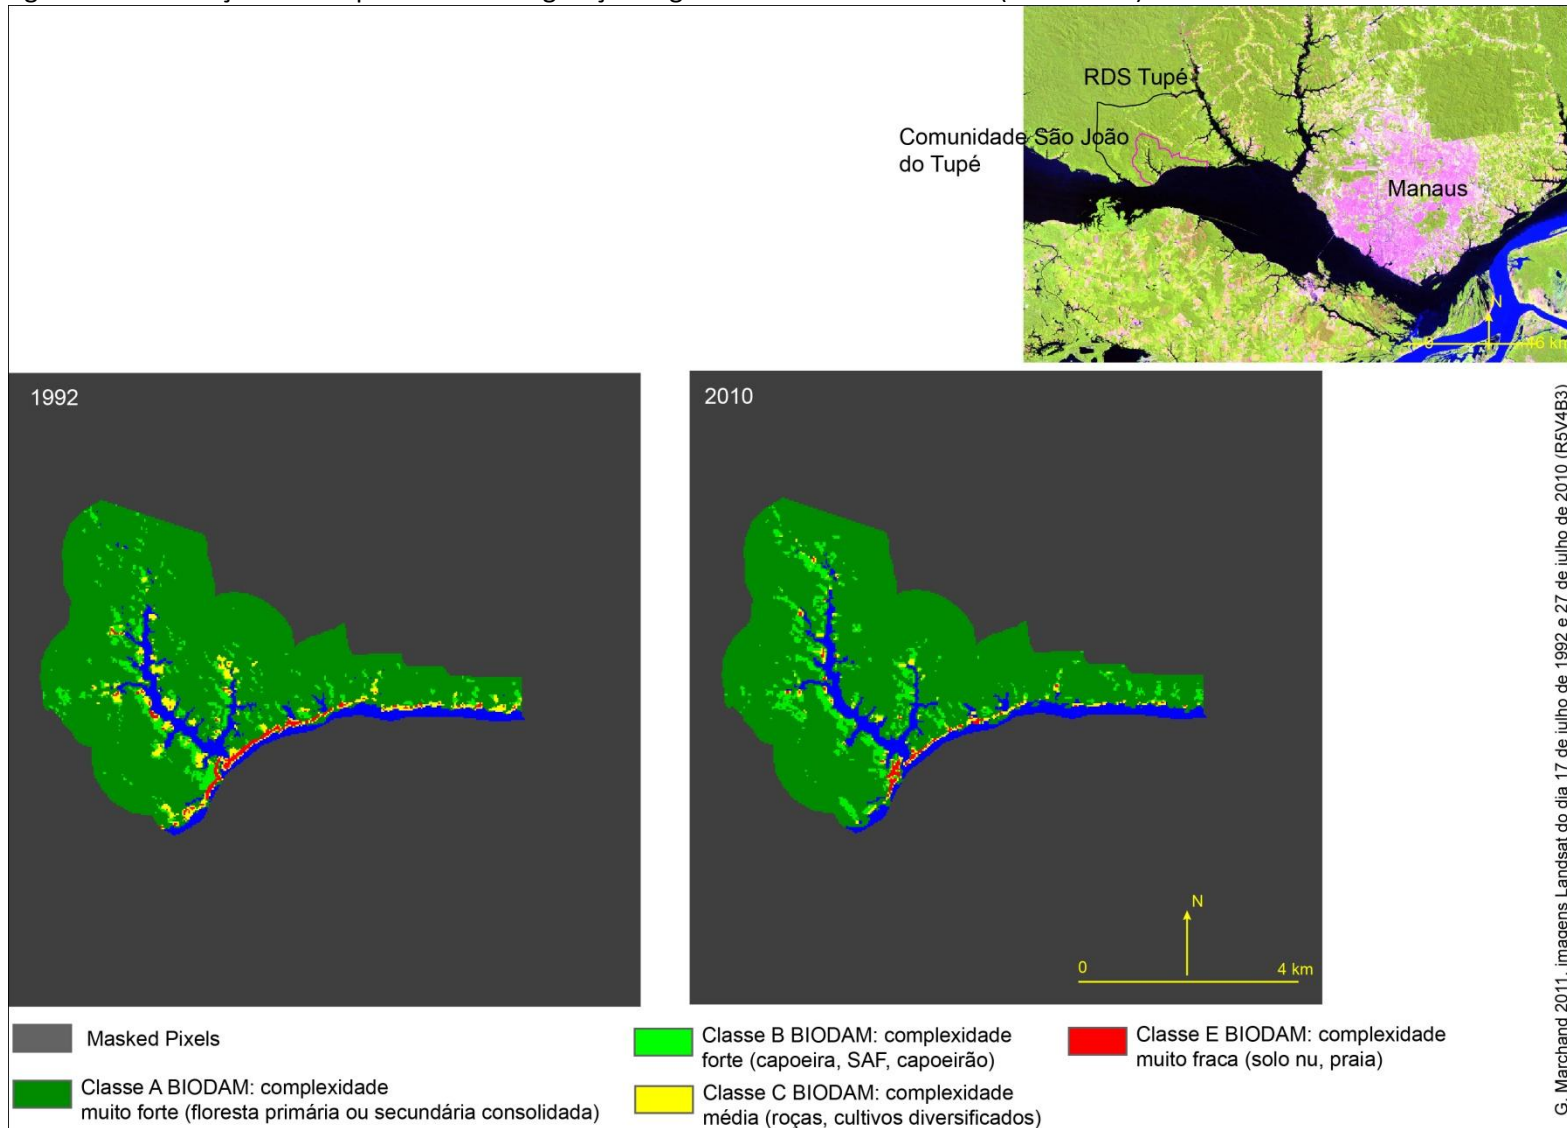 RDS Tupé
Comunidade São João
do Tupé
Manaus
N
0
16 km
1992
2010
N
0
4 km
Masked Pixels
Classe A BIODAM: complexidade
muito forte (floresta primária ou secundária consolidada)
Classe B BIODAM: complexidade
forte (capoeira, SAF, capoeirão)
Classe C BIODAM: complexidade
média (roças, cultivos diversificados)
Classe E BIODAM: complexidade
muito fraca (solo nu, praia)
G. Marchand 2011, imagens Landsat do dia 17 de julho de 1992 e 27 de julho de 2010 (R5V4B3)